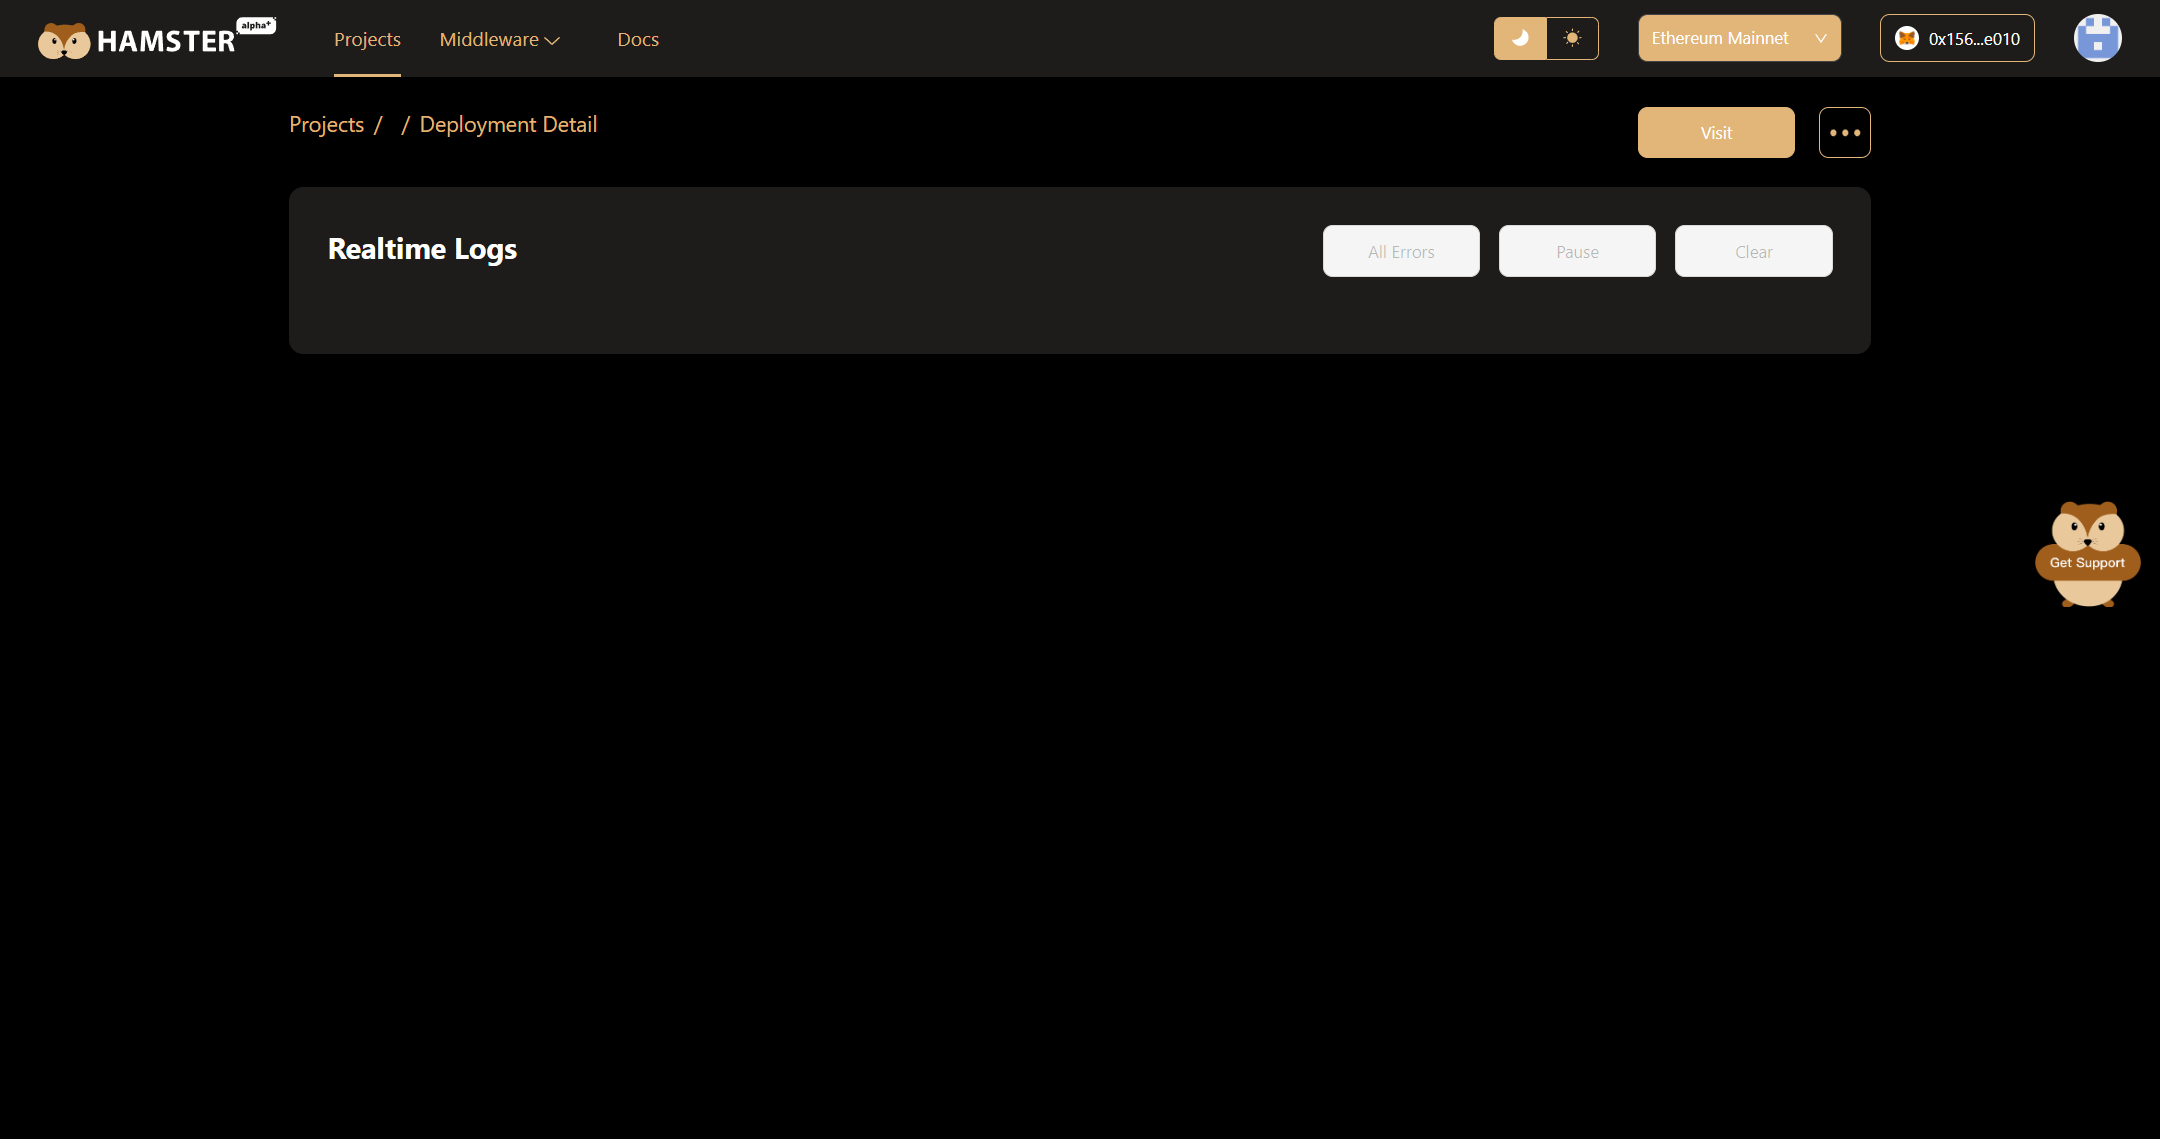 HAMSTER alpha+ Projects Middleware Docs Ethereum Mainnet 0x156...e010
Projects / / Deployment Detail Visit
Realtime Logs All Errors Pause Clear
Get Support